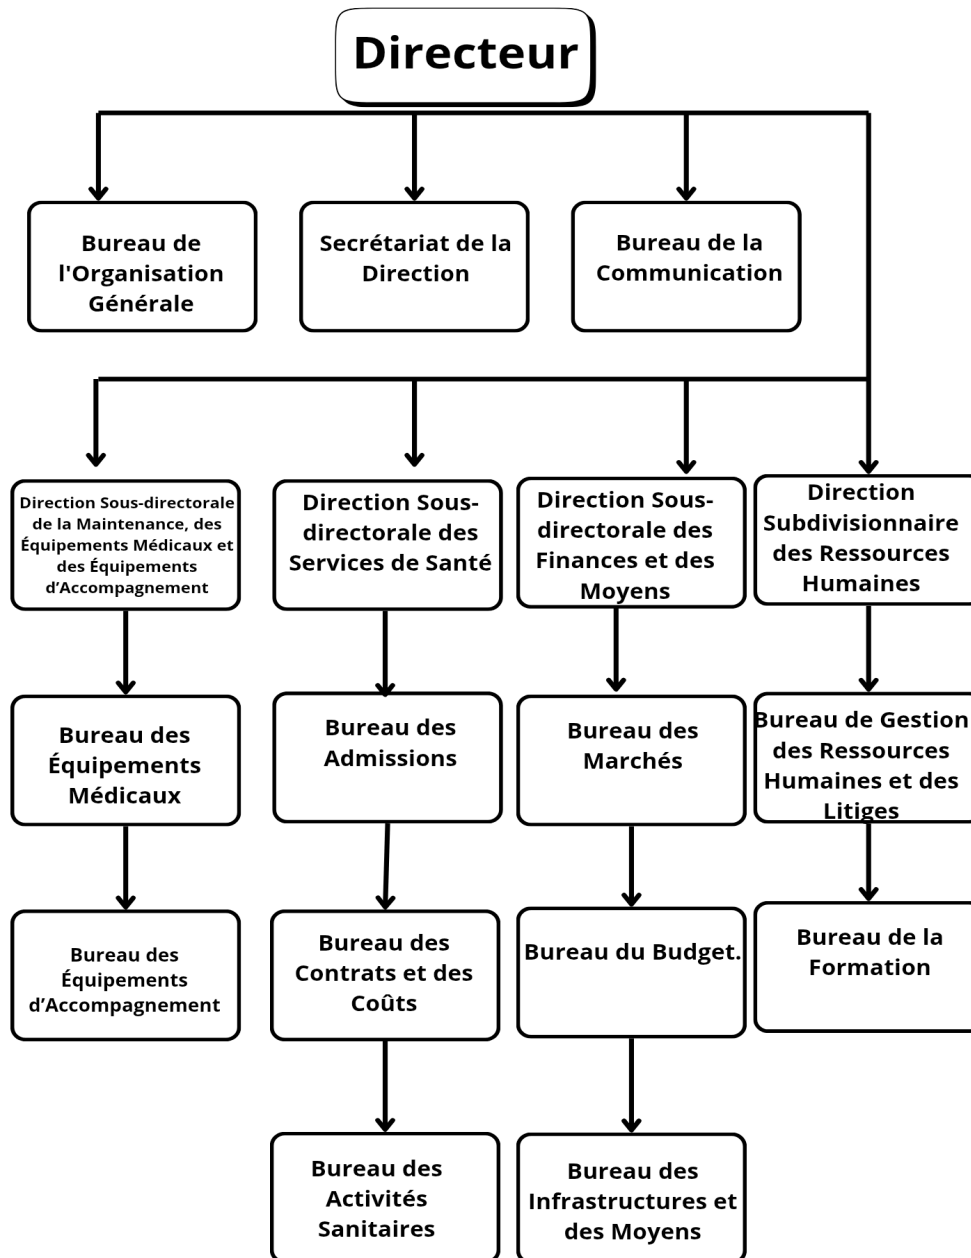 Directeur
Bureau de
l'Organisation
Générale
Secrétariat de la
Direction
Bureau de la
Communication
Direction Sous-directorale
de la Maintenance, des
Équipements Médicaux et
des Équipements
d’Accompagnement
Direction Sous-
directorale des
Services de Santé
Direction Sous-
directorale des
Finances et des
Moyens
Direction
Subdivisionnaire
des Ressources
Humaines
Bureau des
Équipements
Médicaux
Bureau des
Admissions
Bureau des
Marchés
Bureau de Gestion
des Ressources
Humaines et des
Litiges
Bureau des
Équipements
d’Accompagnement
Bureau des
Contrats et des
Coûts
Bureau du Budget.
Bureau de la
Formation
Bureau des
Activités
Sanitaires
Bureau des
Infrastructures et
des Moyens